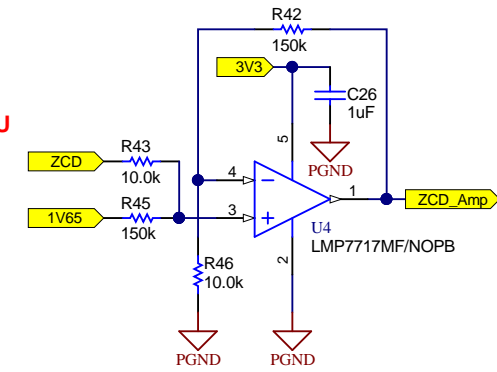 R42
150k
3V3
C26
1uF
U
PGND
R43
10.0k
ZCD
5
4
1
ZCD_Amp
R45
150k
1V65
3
U4
LMP7717MF/NOPB
2
R46
10.0k
PGND
PGND